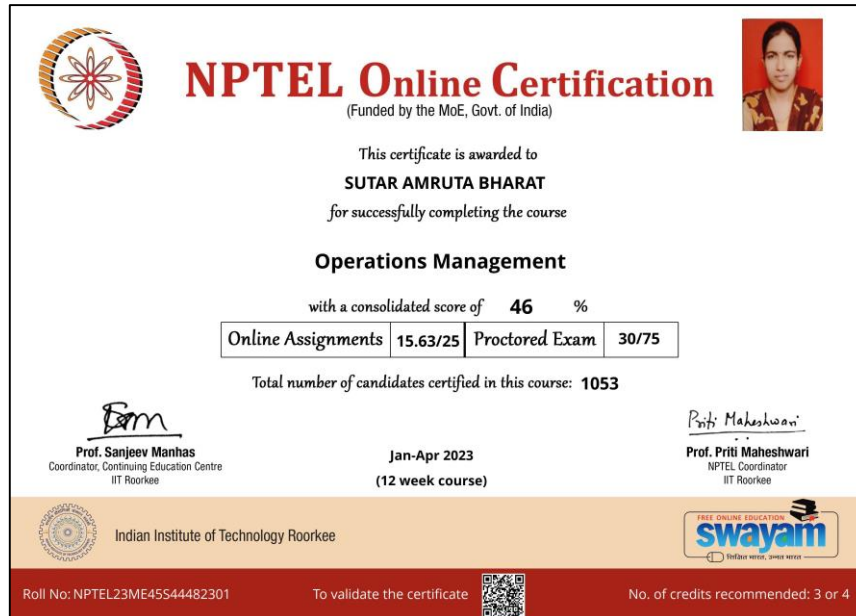 NPTEL Online Certification
(Funded by the MoE, Govt. of India)
This certificate is awarded to
SUTAR AMRUTA BHARAT
for successfully completing the course
Operations Management
with a consolidated score of 46 %
Online Assignments 15.63/25 Proctored Exam 30/75
Total number of candidates certified in this course: 1053
Priti Maheshwari
Prof. Sanjeev Manhas
Coordinator, Continuing Education Centre
IIT Roorkee
Jan-Apr 2023
(12 week course)
Prof. Priti Maheshwari
NPTEL Coordinator
IIT Roorkee
Indian Institute of Technology Roorkee
FREE ONLINE EDUCATION
swayam
शिक्षित भारत, उन्नत भारत
Roll No: NPTEL23ME45S44482301
To validate the certificate
No. of credits recommended: 3 or 4